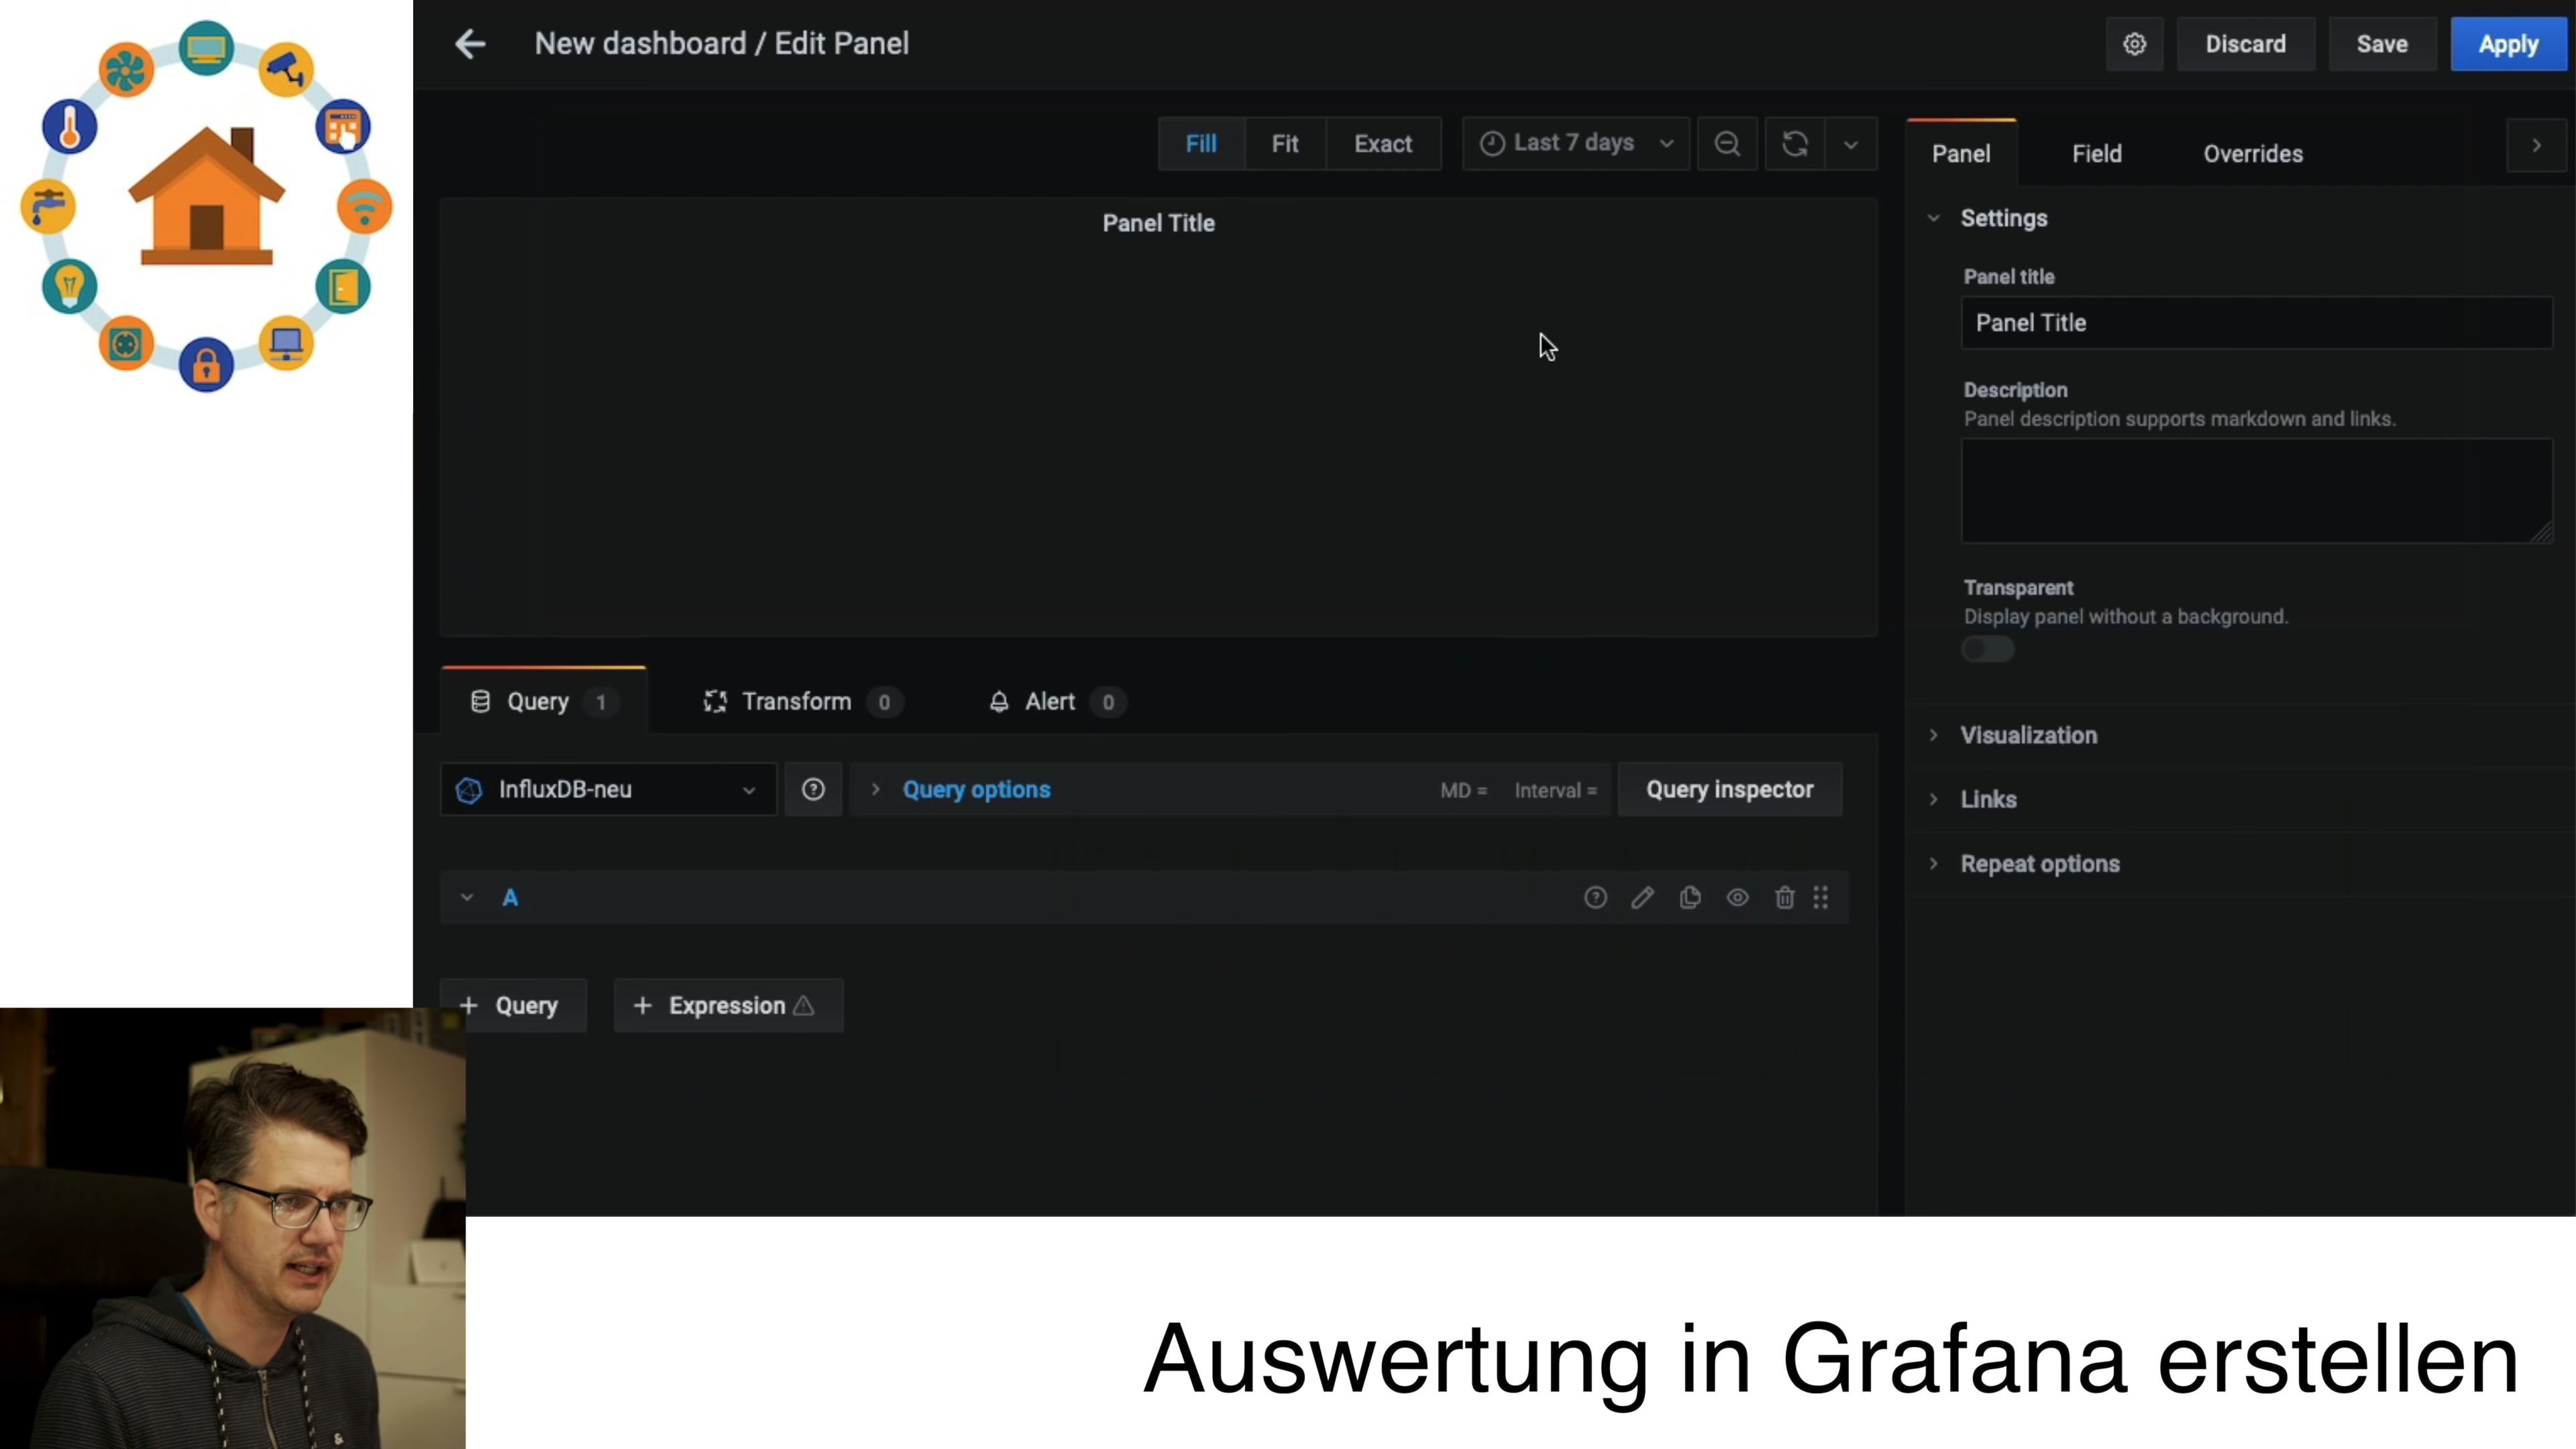 New dashboard / Edit Panel
Discard
Save
Apply
Fill
Fit
Exact
Last 7 days
Panel
Field
Overrides
Panel Title
Settings
Panel title
Panel Title
Description
Panel description supports markdown and links.
Transparent
Display panel without a background.
Query 1
Transform 0
Alert 0
Visualization
InfluxDB-neu
Query options
MD =
Interval =
Query inspector
Links
Repeat options
A
+ Query
+ Expression
Auswertung in Grafana erstellen